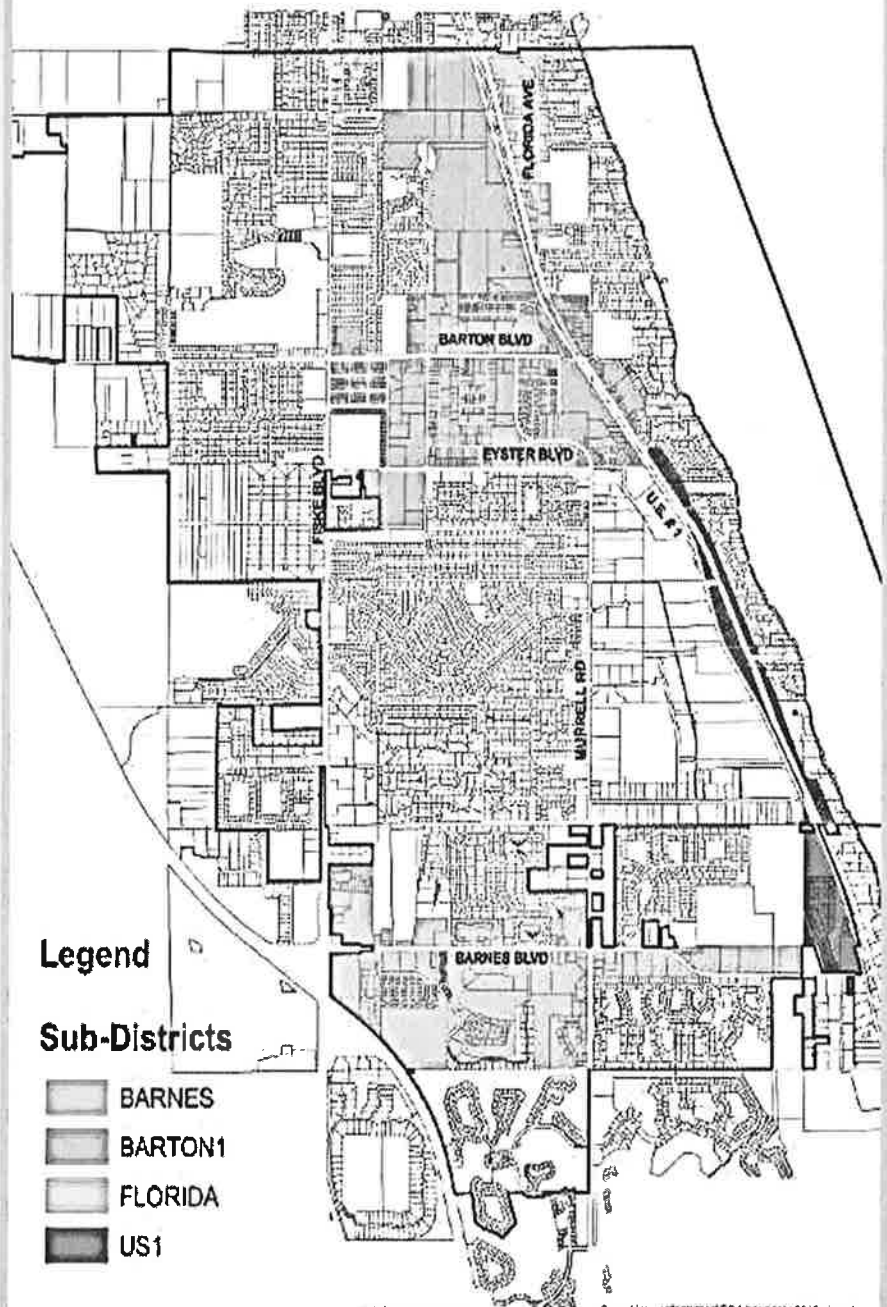 FLORIDA AVE
BARTON BLVD
EYSTER BLVD
FISKE BLVD
U.S. #1
MURRELL RD
BARNES BLVD
Legend
Sub-Districts
BARNES
BARTON1
FLORIDA
US1